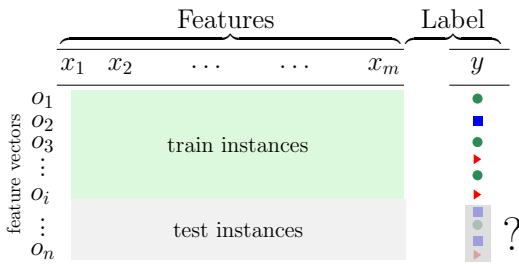 Features Label
x₁ x₂ … … xₘ y
feature vectors
o₁
o₂
o₃
⋮
oᵢ
⋮
oₙ
train instances
test instances
?